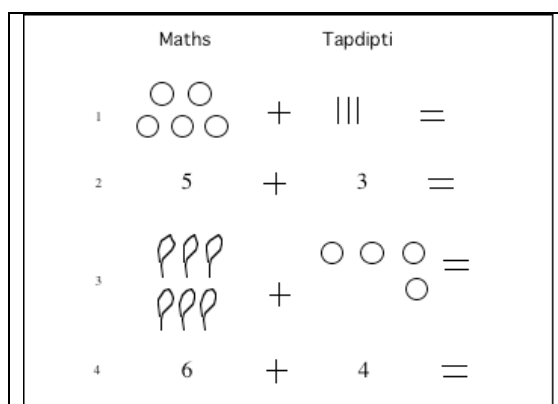 Maths Tapdipti
1 + ||| =
2 5 + 3 =
3 + =
4 6 + 4 =